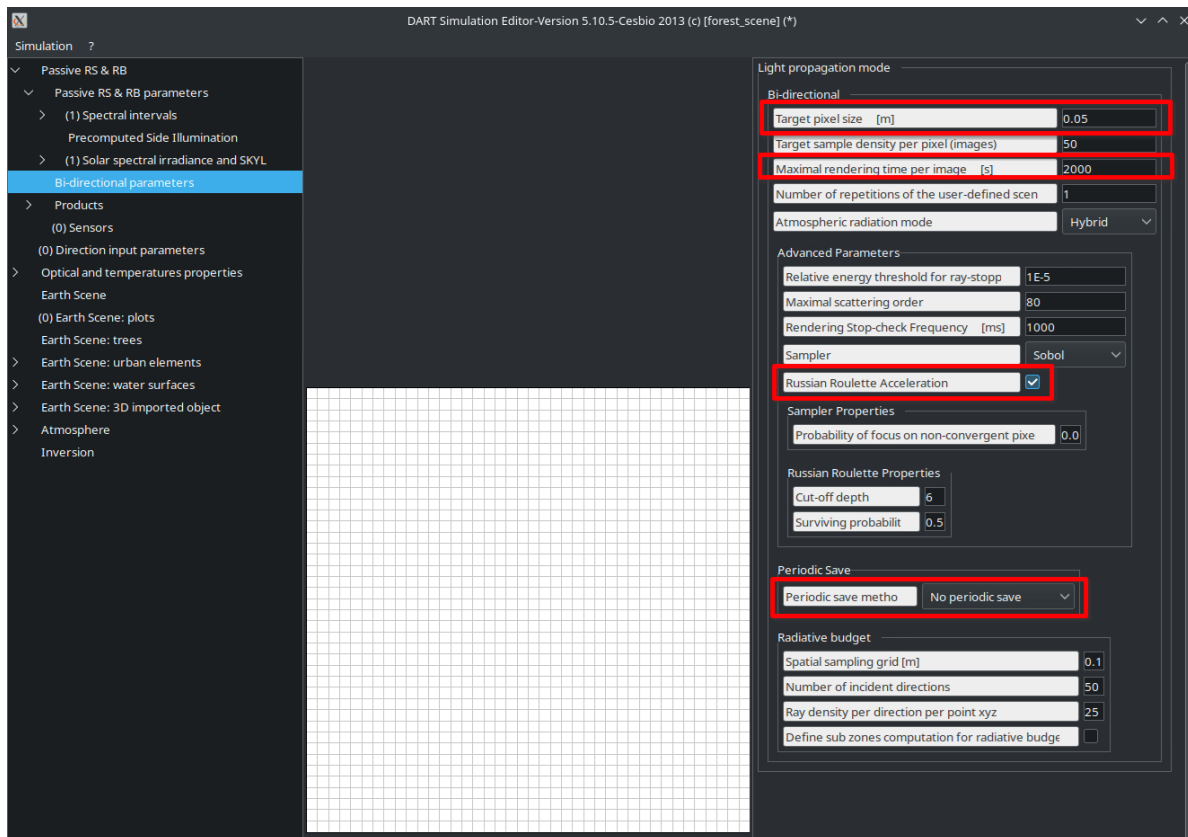 DART Simulation Editor-Version 5.10.5-Cesbio 2013 (c) [forest_scene] (*)
Simulation ?
Passive RS & RB
Passive RS & RB parameters
(1) Spectral intervals
Precomputed Side Illumination
(1) Solar spectral irradiance and SKYL
Bi-directional parameters
Products
(0) Sensors
(0) Direction input parameters
Optical and temperatures properties
Earth Scene
(0) Earth Scene: plots
Earth Scene: trees
Earth Scene: urban elements
Earth Scene: water surfaces
Earth Scene: 3D imported object
Atmosphere
Inversion
Light propagation mode
Bi-directional
Target pixel size [m] 0.05
Target sample density per pixel (images) 50
Maximal rendering time per image [s] 2000
Number of repetitions of the user-defined scen 1
Atmospheric radiation mode Hybrid
Advanced Parameters
Relative energy threshold for ray-stopp 1E-5
Maximal scattering order 80
Rendering Stop-check Frequency [ms] 1000
Sampler Sobol
Russian Roulette Acceleration
Sampler Properties
Probability of focus on non-convergent pixe 0.0
Russian Roulette Properties
Cut-off depth 6
Surviving probabilit 0.5
Periodic Save
Periodic save metho No periodic save
Radiative budget
Spatial sampling grid [m] 0.1
Number of incident directions 50
Ray density per direction per point xyz 25
Define sub zones computation for radiative budge